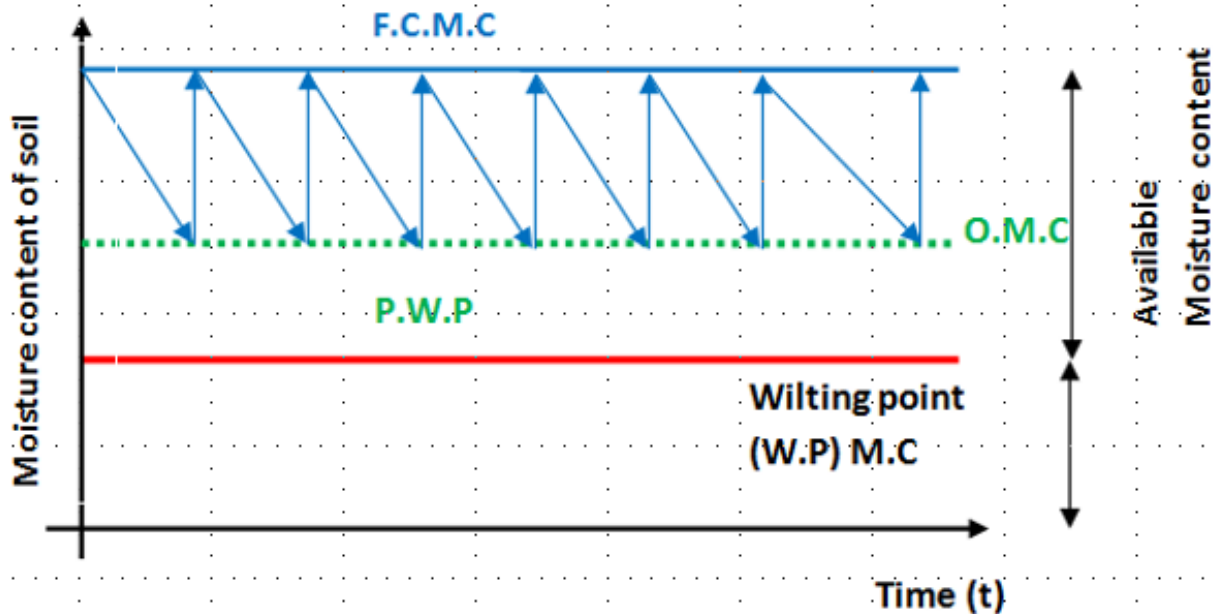 F.C.M.C
Moisture content of soil
O.M.C
Available
Moisture content
P.W.P
Wilting point
(W.P) M.C
Time (t)